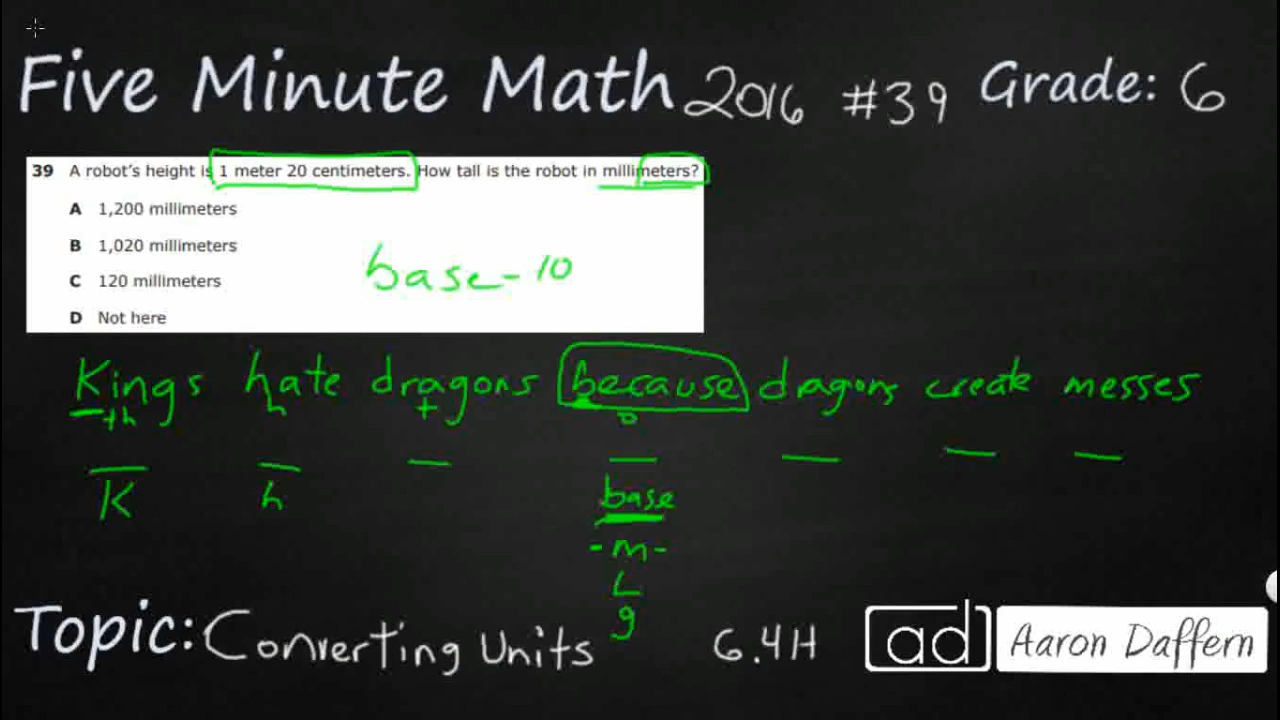 Five Minute Math 2016 #39 Grade: 6
39 A robot's height is 1 meter 20 centimeters. How tall is the robot in millimeters?
A 1,200 millimeters
B 1,020 millimeters
C 120 millimeters
D Not here
base-10
Kings hate dragons because dragons create messes
th h t o
K h
base
-m-
L
g
Topic: Converting Units 6.4H ad Aaron Daffern